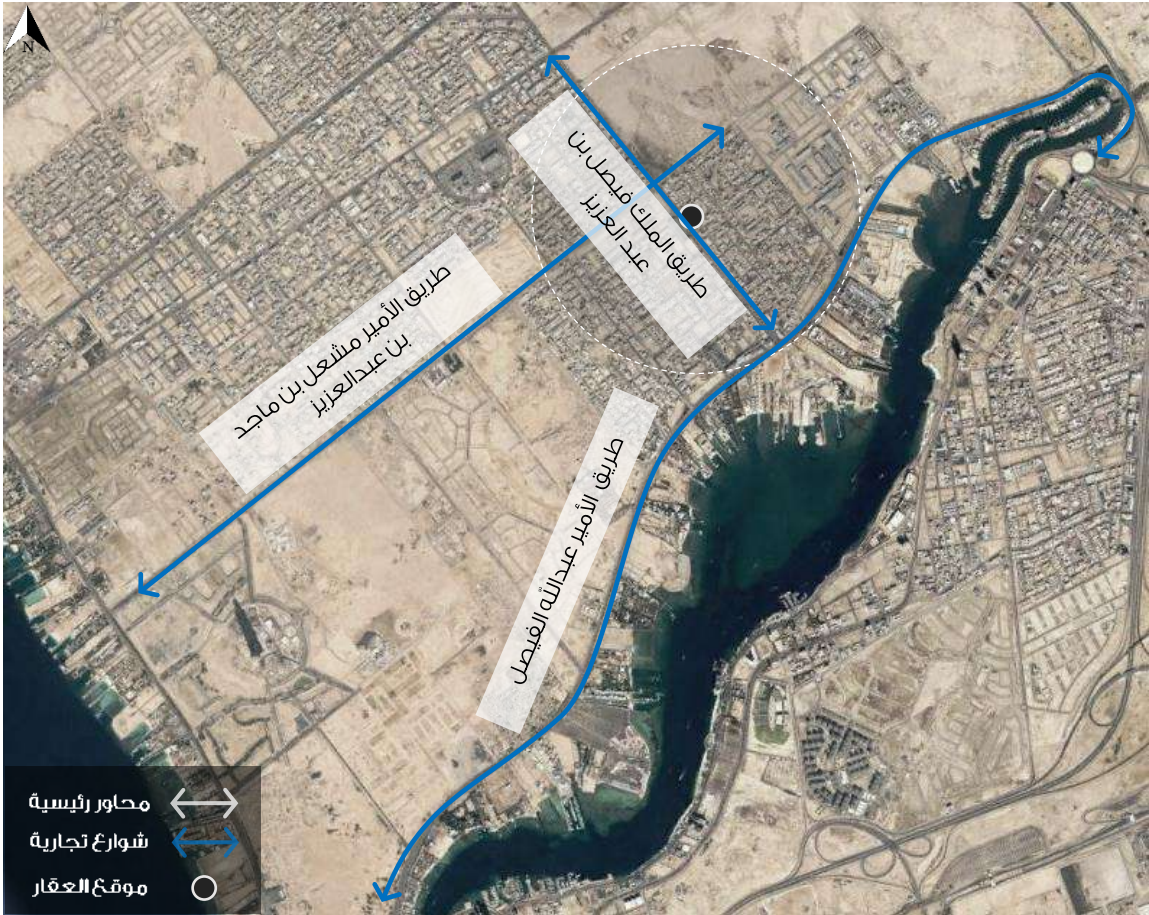 N
طريق الملك فيصل بن
عبد العزيز
طريق الأمير مشعل بن ماجد
بن عبدالعزيز
طريق الأمير عبدالله الفيصل
محاور رئيسية
شوارع تجارية
موقع العقار